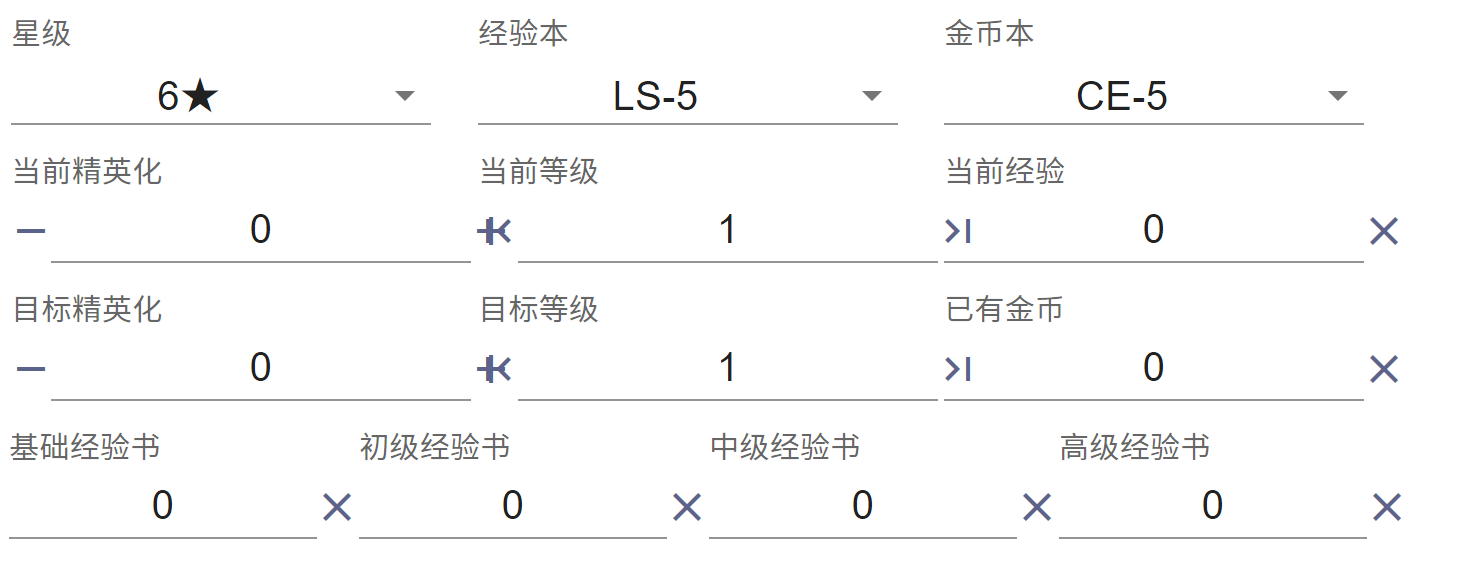 星级 经验本 金币本
6★ LS-5 CE-5
当前精英化 当前等级 当前经验
0 1 0
目标精英化 目标等级 已有金币
0 1 0
基础经验书 初级经验书 中级经验书 高级经验书
0 0 0 0